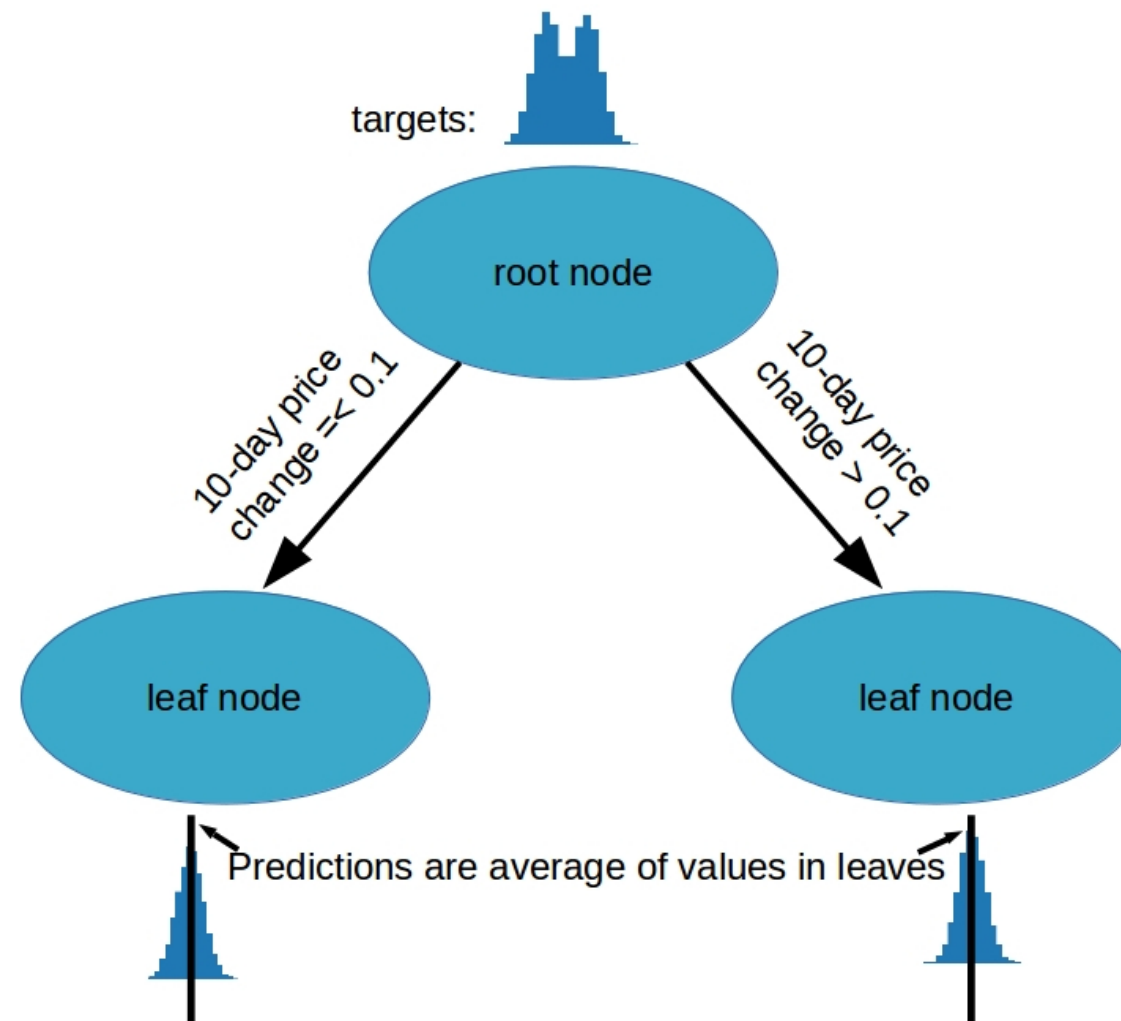 targets:
root node
10-day price
change =< 0.1
10-day price
change > 0.1
leaf node
leaf node
Predictions are average of values in leaves